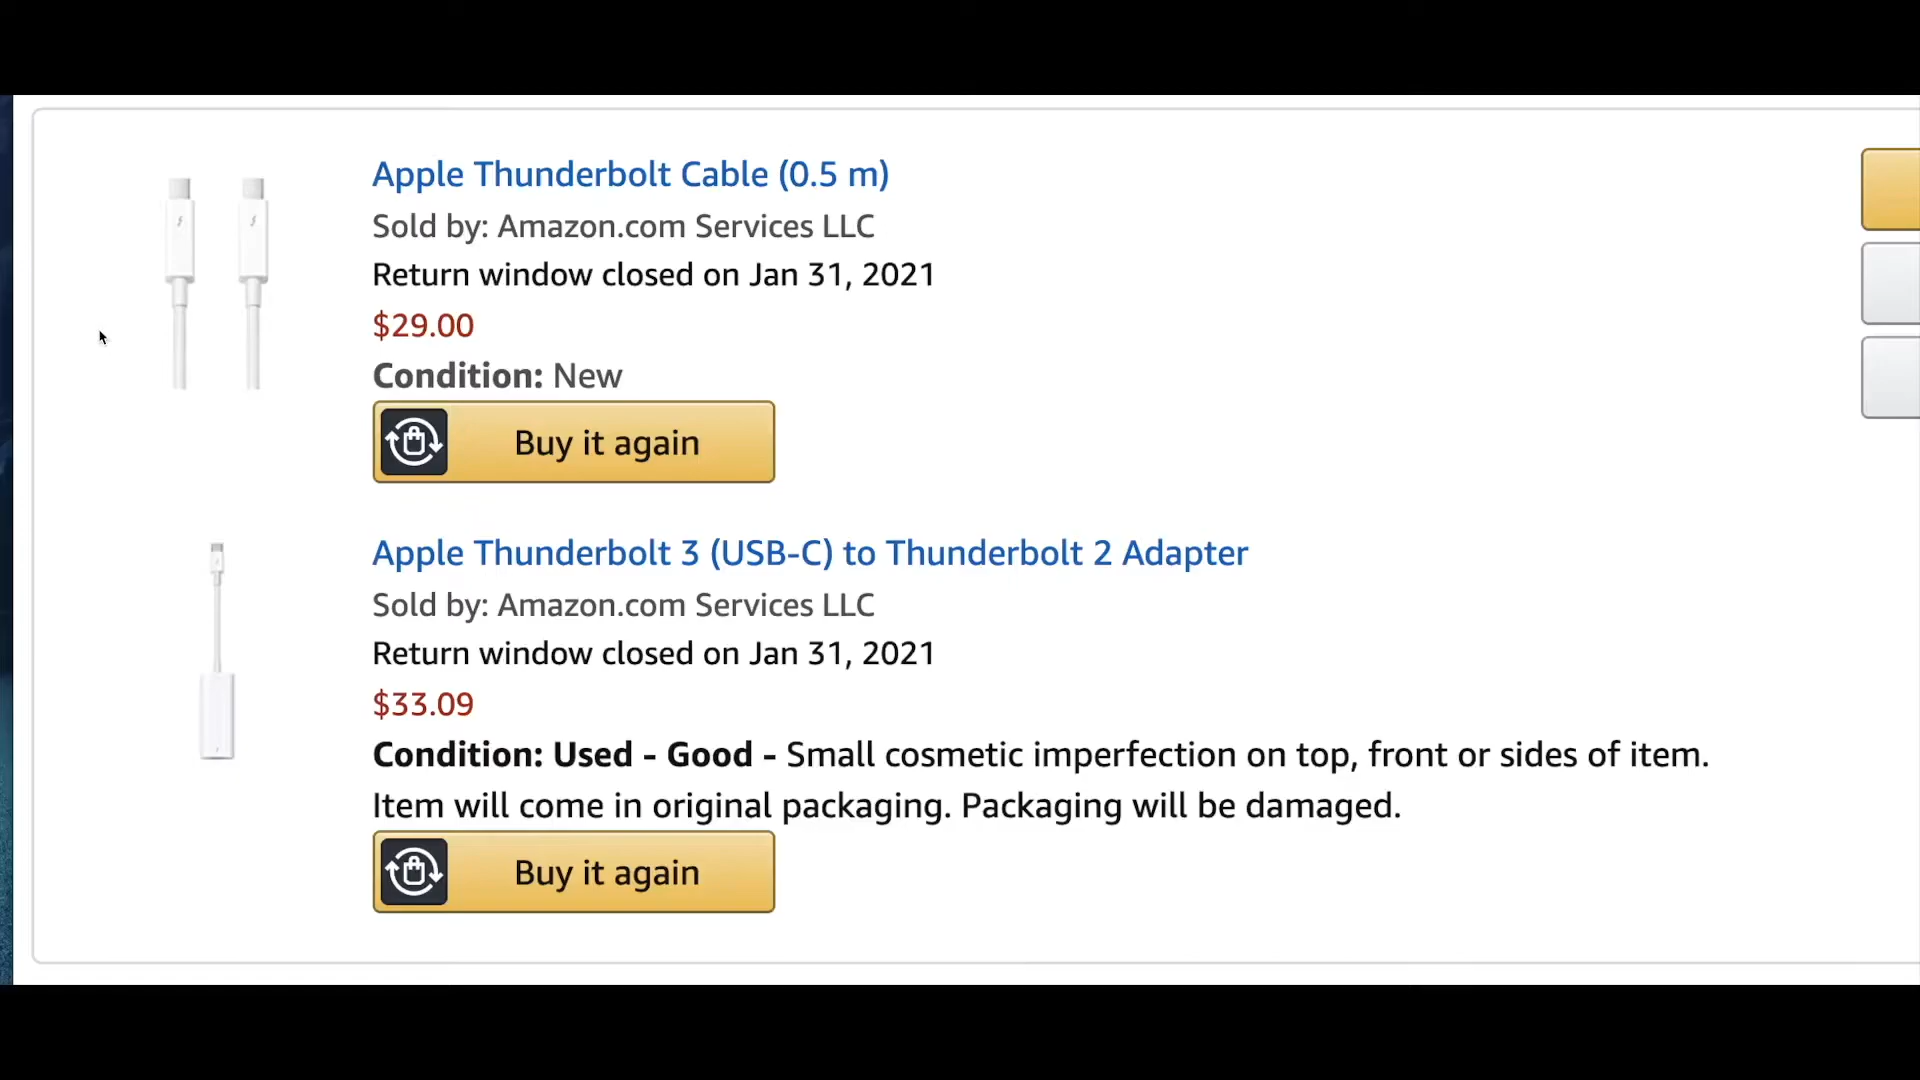 Apple Thunderbolt Cable (0.5 m)
Sold by: Amazon.com Services LLC
Return window closed on Jan 31, 2021
$29.00
Condition: New
Buy it again
Apple Thunderbolt 3 (USB-C) to Thunderbolt 2 Adapter
Sold by: Amazon.com Services LLC
Return window closed on Jan 31, 2021
$33.09
Condition: Used - Good - Small cosmetic imperfection on top, front or sides of item.
Item will come in original packaging. Packaging will be damaged.
Buy it again